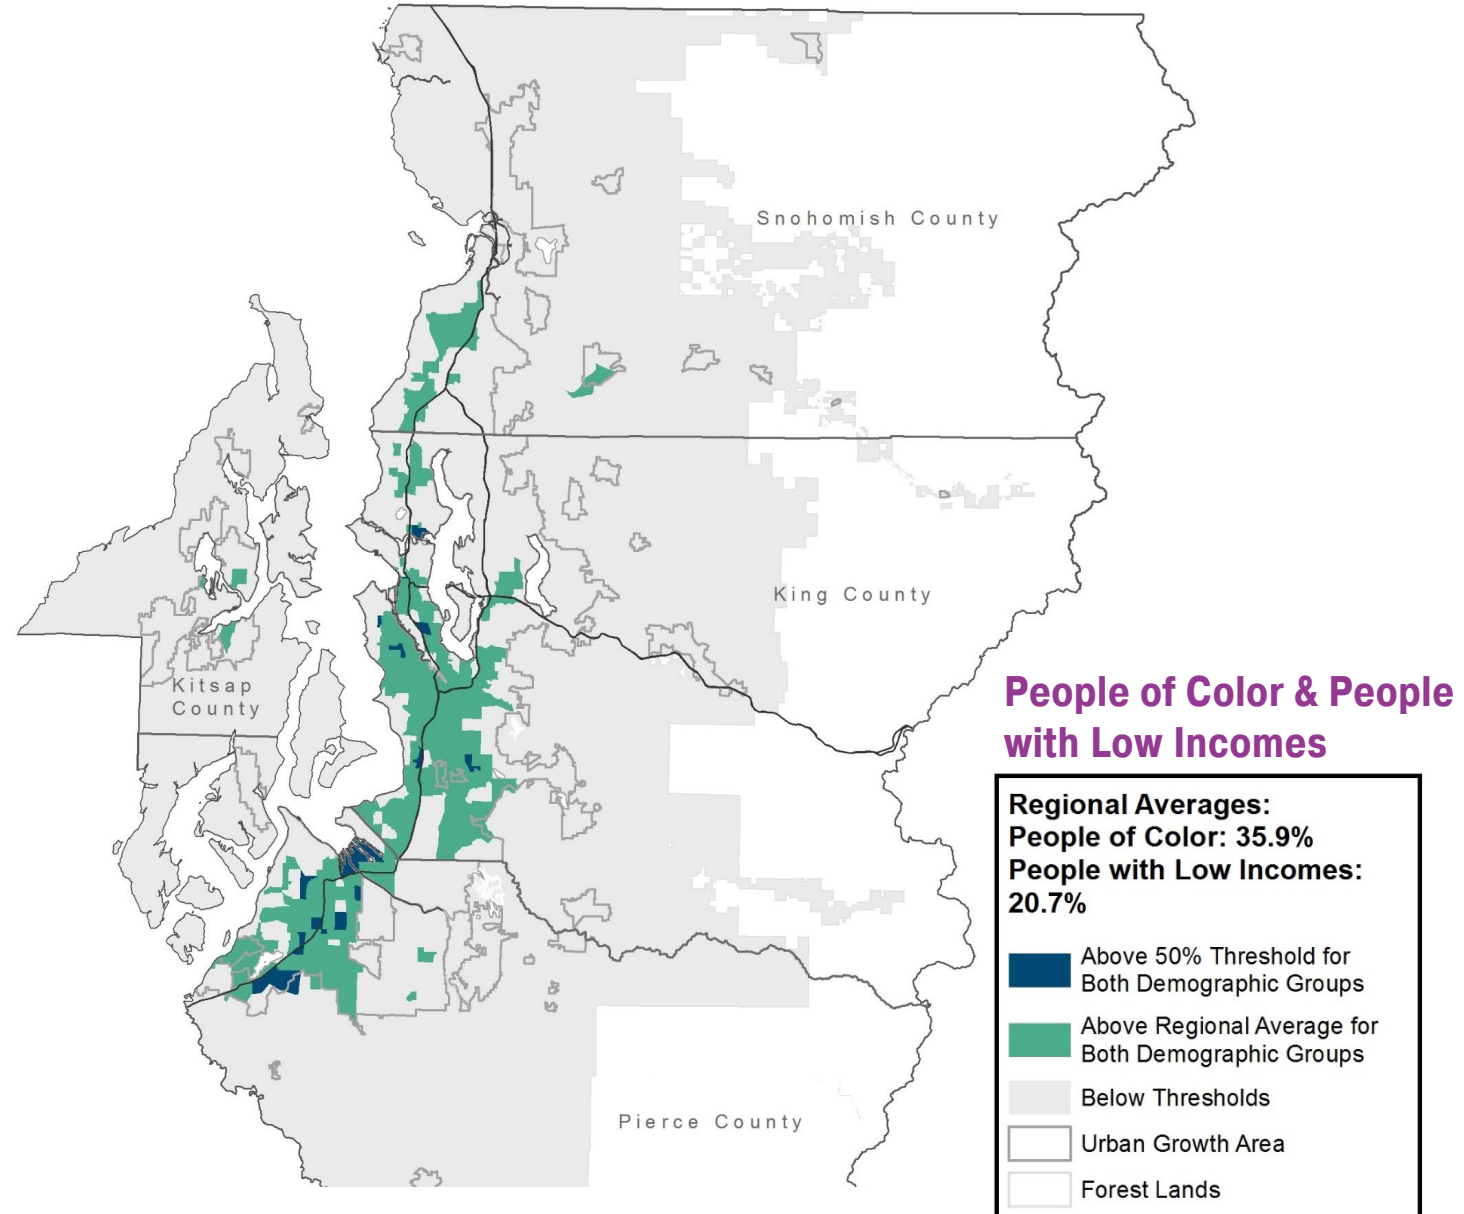 Snohomish County
King County
Kitsap
County
Pierce County
People of Color & People
with Low Incomes
Regional Averages:
People of Color: 35.9%
People with Low Incomes:
20.7%
Above 50% Threshold for
Both Demographic Groups
Above Regional Average for
Both Demographic Groups
Below Thresholds
Urban Growth Area
Forest Lands